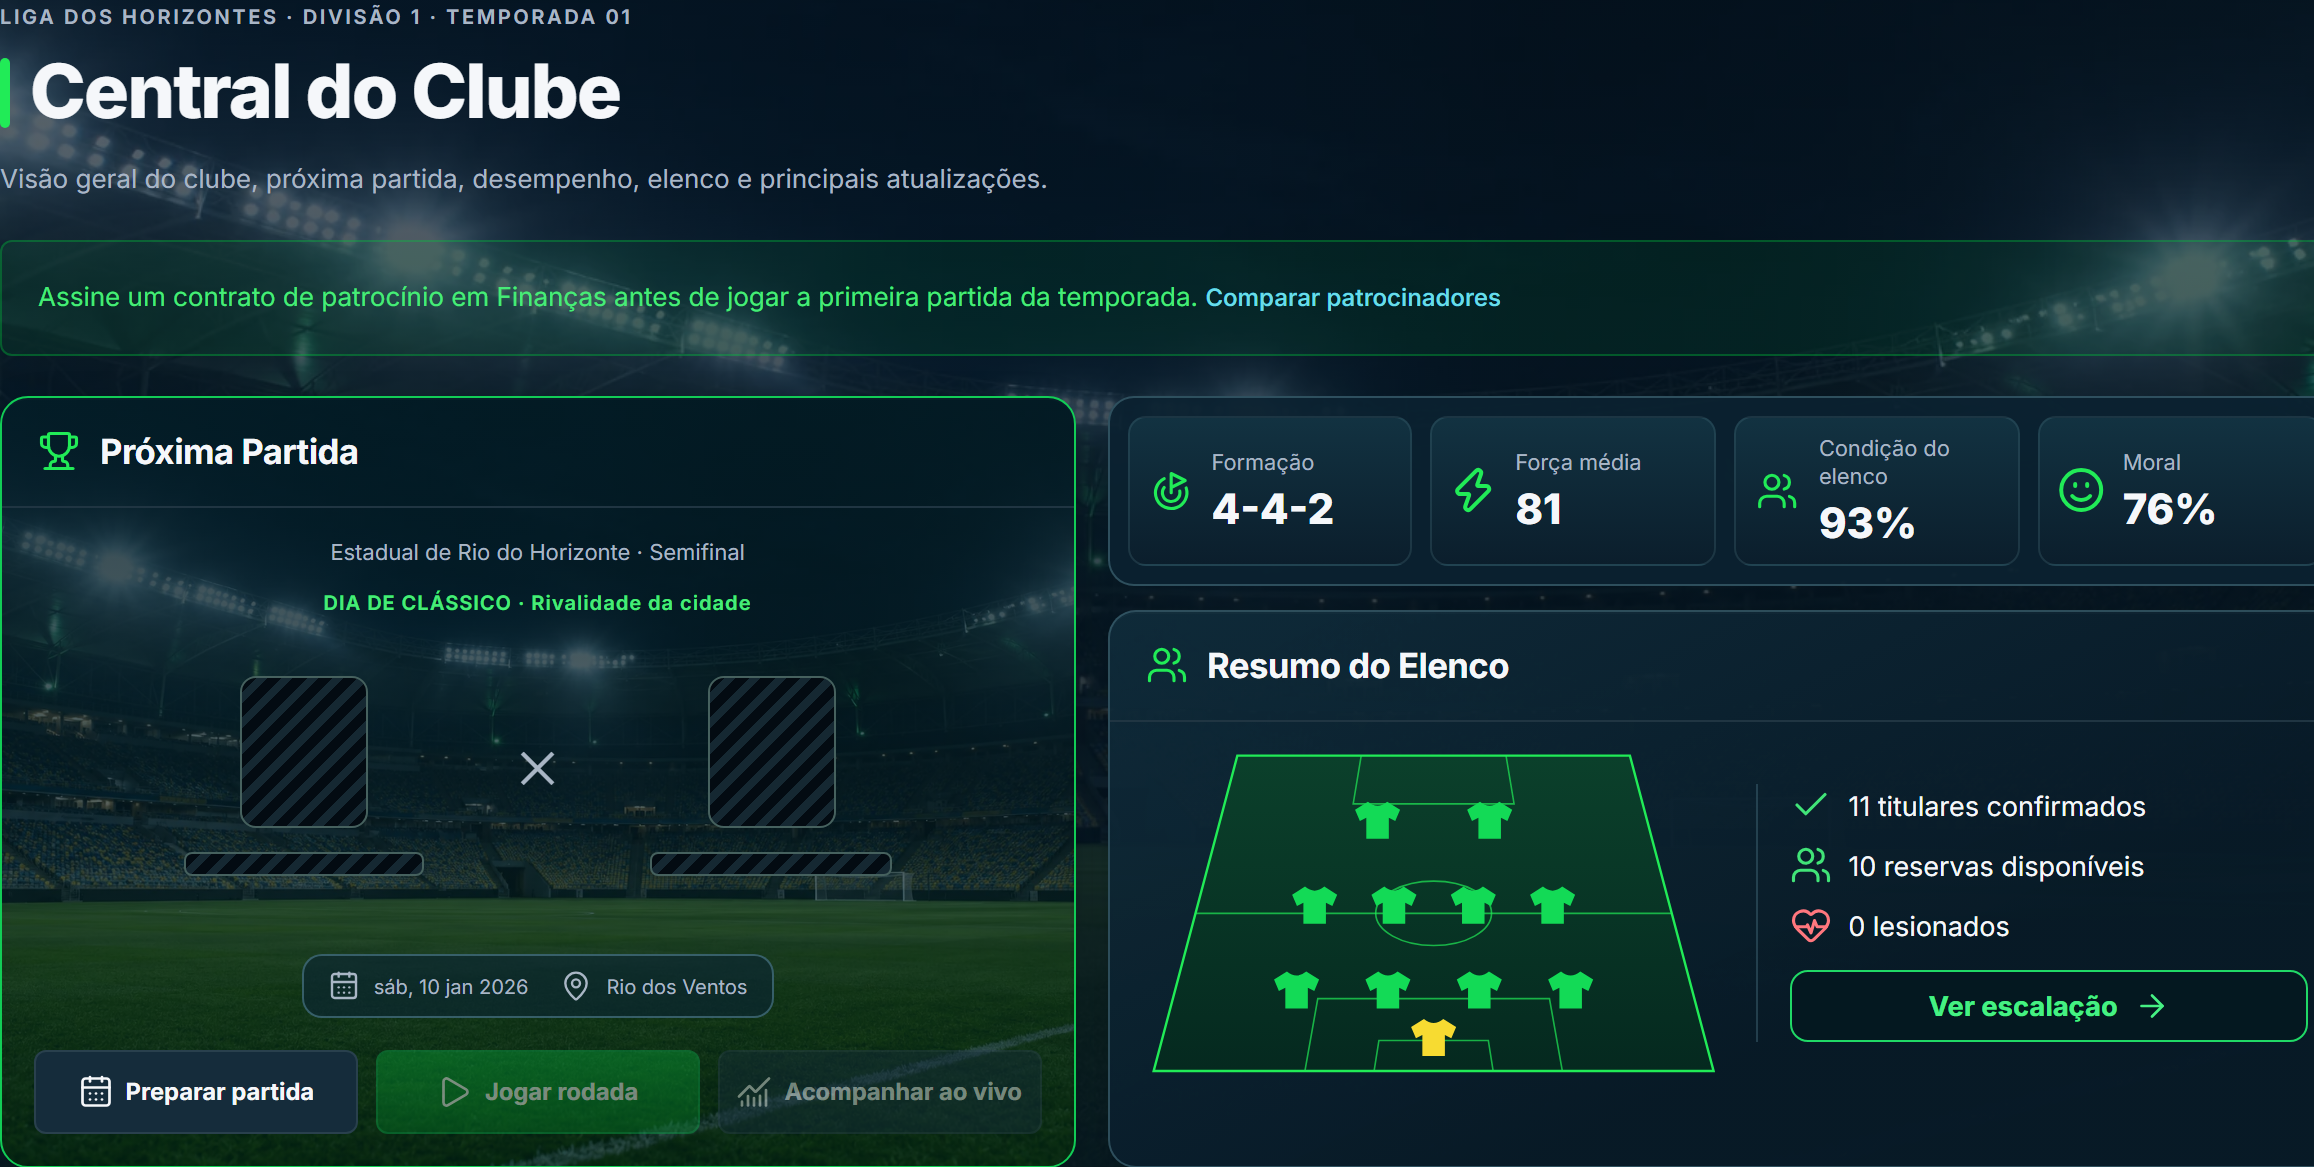 LIGA DOS HORIZONTES · DIVISÃO 1 · TEMPORADA 01
Central do Clube
Visão geral do clube, próxima partida, desempenho, elenco e principais atualizações.
Assine um contrato de patrocínio em Finanças antes de jogar a primeira partida da temporada. Comparar patrocinadores
Próxima Partida
Estadual de Rio do Horizonte · Semifinal
DIA DE CLÁSSICO · Rivalidade da cidade
sáb, 10 jan 2026
Rio dos Ventos
Preparar partida
Jogar rodada
Acompanhar ao vivo
Formação
4-4-2
Força média
81
Condição do
elenco
93%
Moral
76%
Resumo do Elenco
11 titulares confirmados
10 reservas disponíveis
0 lesionados
Ver escalação